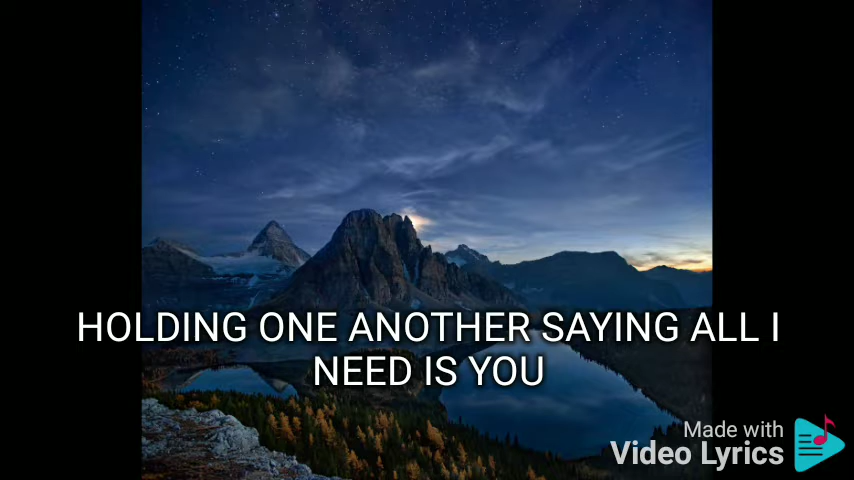 HOLDING ONE ANOTHER SAYING ALL I
NEED IS YOU
Made with
Video Lyrics